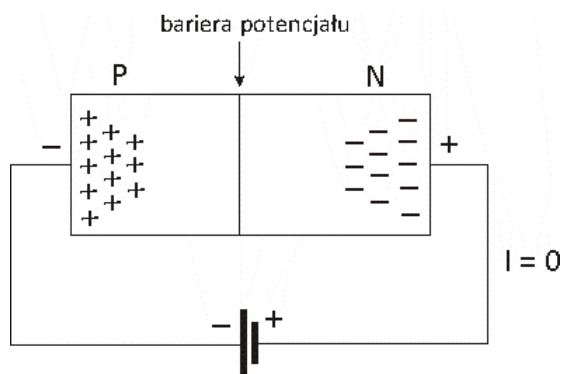 bariera potencjału
P N
− +
I = 0
− +